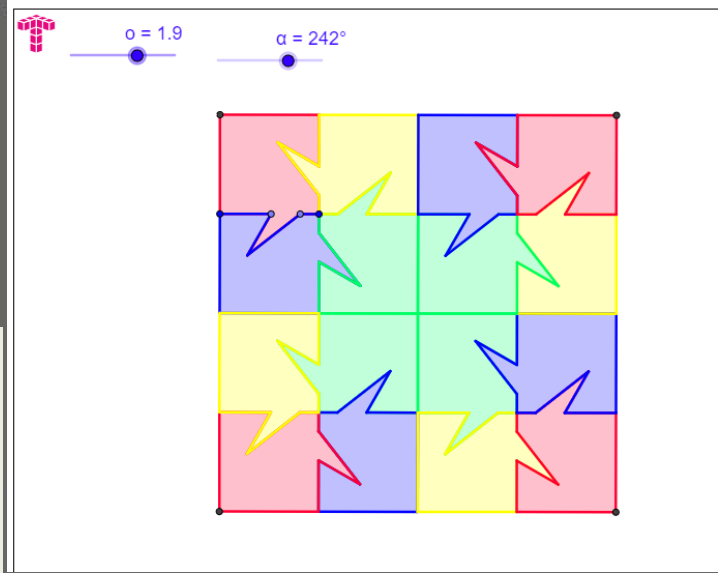 o = 1.9
α = 242°